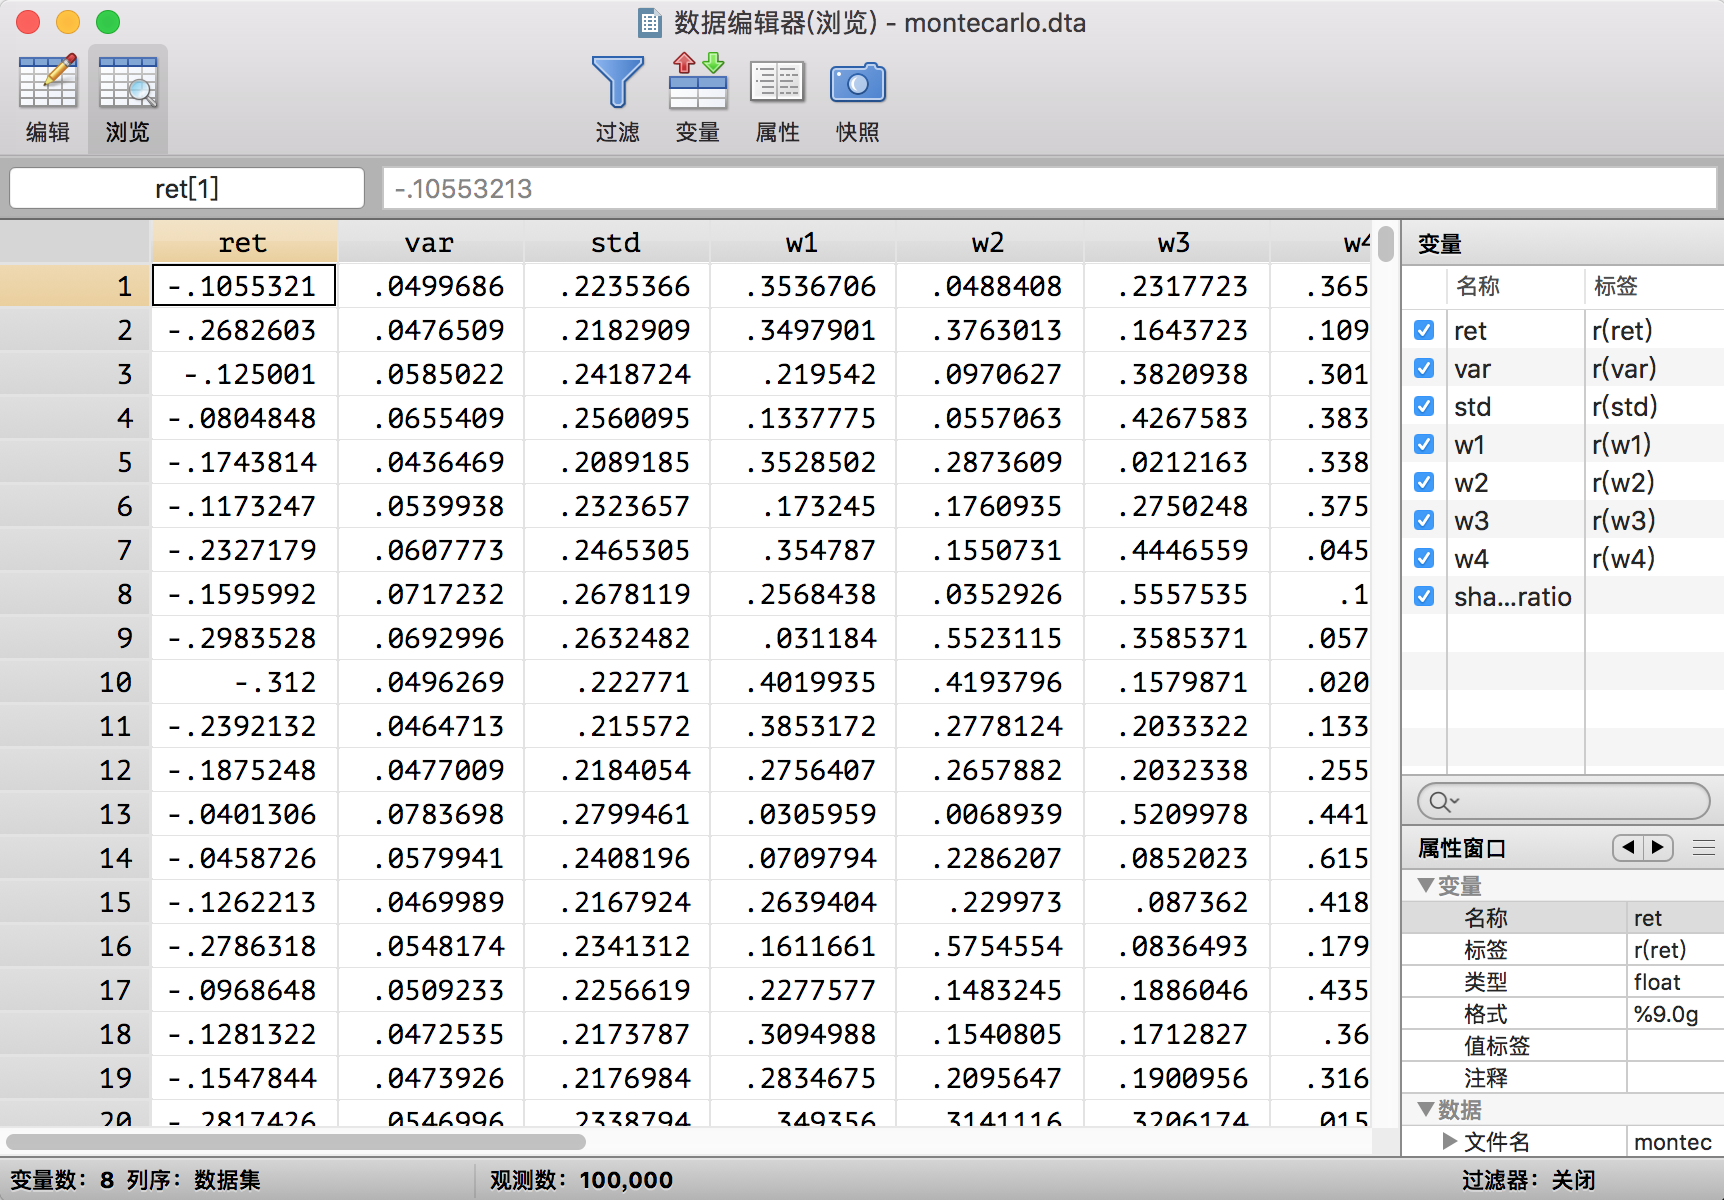 数据编辑器(浏览) - montecarlo.dta
编辑 浏览 过滤 变量 属性 快照
ret[1] -.10553213
ret var std w1 w2 w3 w4
1 -.1055321 .0499686 .2235366 .3536706 .0488408 .2317723 .365
2 -.2682603 .0476509 .2182909 .3497901 .3763013 .1643723 .109
3 -.125001 .0585022 .2418724 .219542 .0970627 .3820938 .301
4 -.0804848 .0655409 .2560095 .1337775 .0557063 .4267583 .383
5 -.1743814 .0436469 .2089185 .3528502 .2873609 .0212163 .338
6 -.1173247 .0539938 .2323657 .173245 .1760935 .2750248 .375
7 -.2327179 .0607773 .2465305 .354787 .1550731 .4446559 .045
8 -.1595992 .0717232 .2678119 .2568438 .0352926 .5557535 .1
9 -.2983528 .0692996 .2632482 .031184 .5523115 .3585371 .057
10 -.312 .0496269 .222771 .4019935 .4193796 .1579871 .020
11 -.2392132 .0464713 .215572 .3853172 .2778124 .2033322 .133
12 -.1875248 .0477009 .2184054 .2756407 .2657882 .2032338 .255
13 -.0401306 .0783698 .2799461 .0305959 .0068939 .5209978 .441
14 -.0458726 .0579941 .2408196 .0709794 .2286207 .0852023 .615
15 -.1262213 .0469989 .2167924 .2639404 .229973 .087362 .418
16 -.2786318 .0548174 .2341312 .1611661 .5754554 .0836493 .179
17 -.0968648 .0509233 .2256619 .2277577 .1483245 .1886046 .435
18 -.1281322 .0472535 .2173787 .3094988 .1540805 .1712827 .36
19 -.1547844 .0473926 .2176984 .2834675 .2095647 .1900956 .316
20 -.2817426 .0546996 .2338794 .349356 .3141116 .3206174 .015
变量
名称 标签
ret r(ret)
var r(var)
std r(std)
w1 r(w1)
w2 r(w2)
w3 r(w3)
w4 r(w4)
sha...ratio
属性窗口
变量
名称 ret
标签 r(ret)
类型 float
格式 %9.0g
值标签
注释
数据
文件名 montec
变量数：8 列序：数据集 观测数：100,000 过滤器：关闭